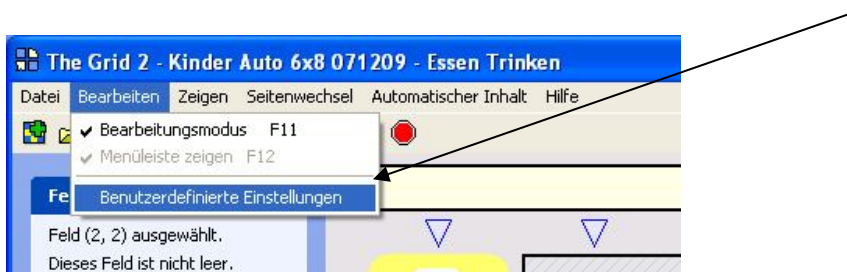 The Grid 2 - Kinder Auto 6x8 071209 - Essen Trinken
Datei Bearbeiten Zeigen Seitenwechsel Automatischer Inhalt Hilfe
Bearbeitungsmodus F11
Menüleiste zeigen F12
Benutzerdefinierte Einstellungen
Fe
Feld (2, 2) ausgewählt.
Dieses Feld ist nicht leer.